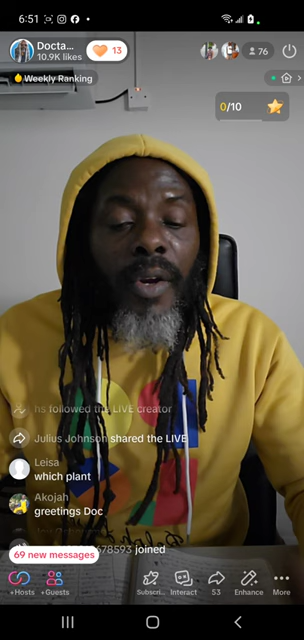 6:51
Docta...
10.9K likes
13
76
Weekly Ranking
0/10
hs followed the LIVE creator
Julius Johnson shared the LIVE
Leisa
which plant
Akojah
greetings Doc
69 new messages
678593 joined
+Hosts
+Guests
Subscri...
Interact
53
Enhance
More